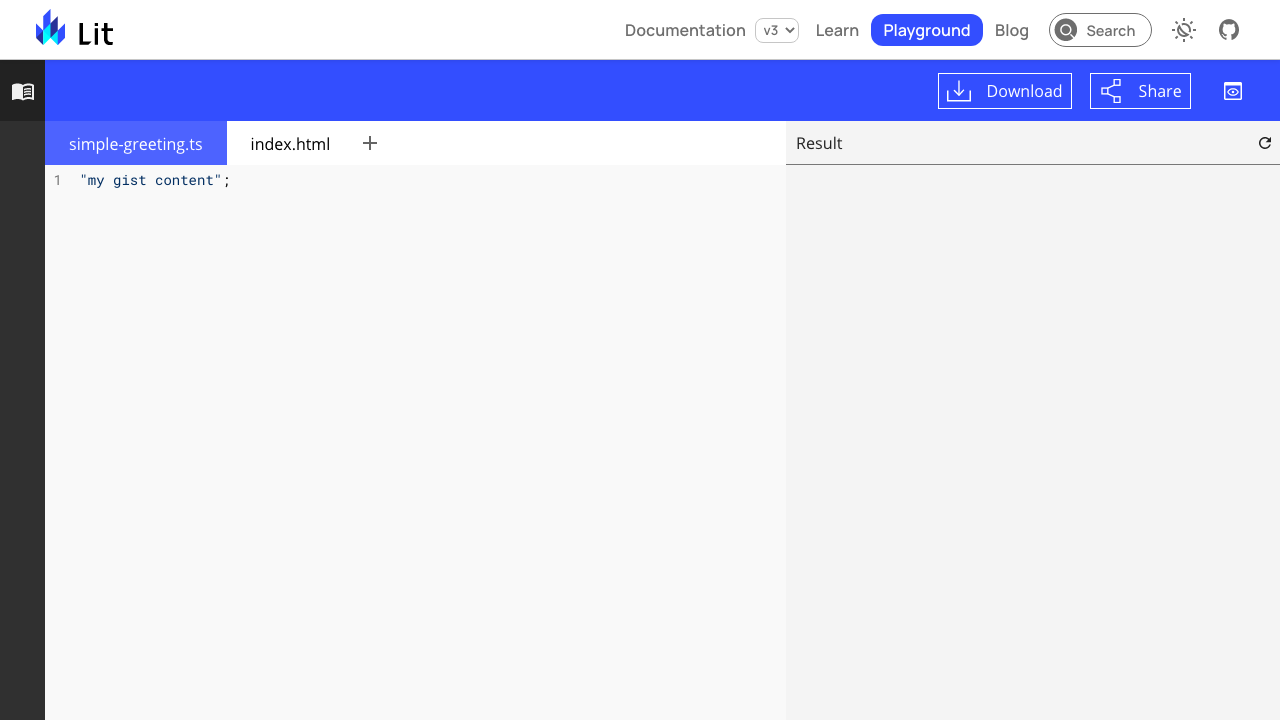 Lit
Documentation v3 Learn Playground Blog Search
Download Share
simple-greeting.ts index.html Result
1 "my gist content";